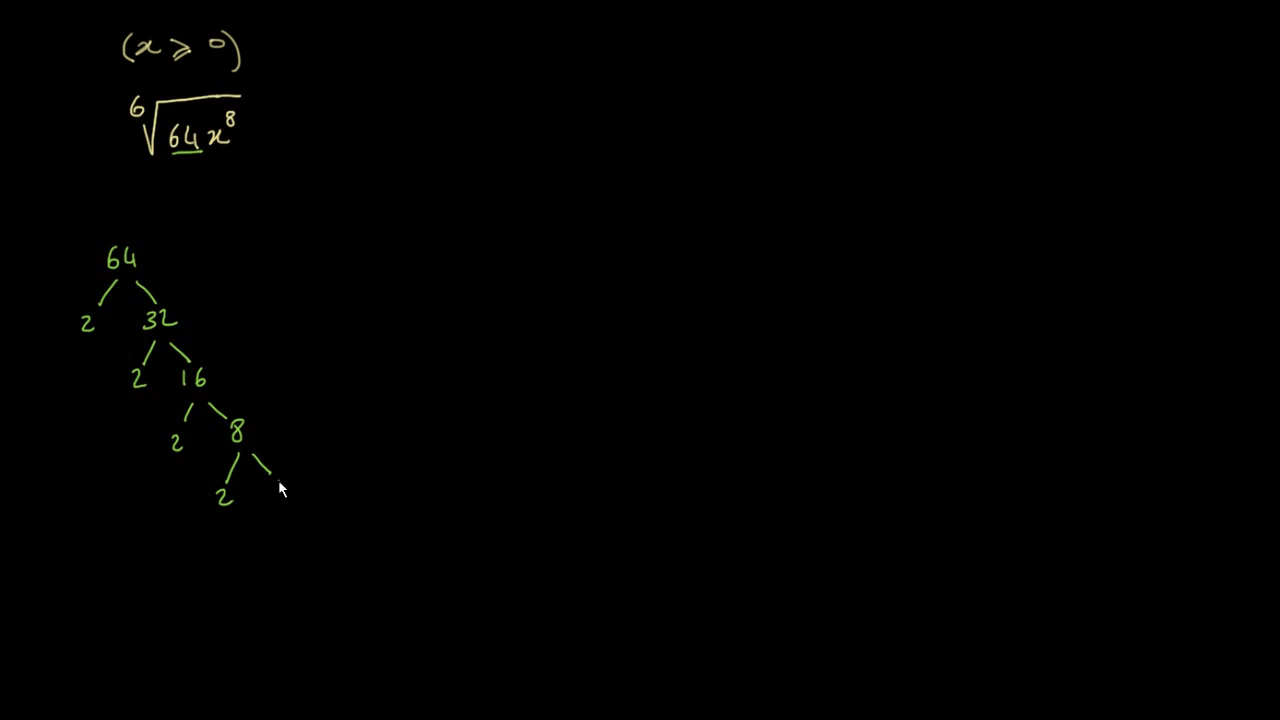 (x ≥ 0)
⁶√64x⁸
64
2 32
2 16
2 8
2